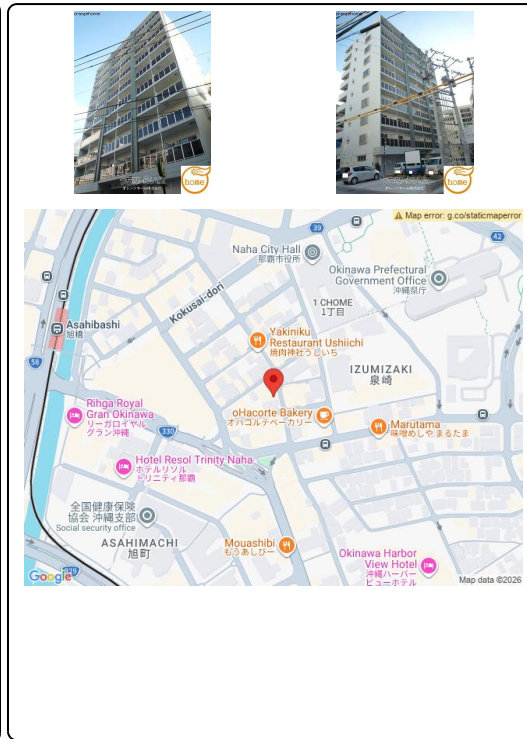 home
home
Map error: g.co/staticmaperror
39
42
Naha City Hall
那覇市役所
Okinawa Prefectural
Government Office
沖縄県庁
Kokusai-dori
1 CHOME
1丁目
Asahibashi
旭橋
58
Yakiniku
Restaurant Ushiichi
焼肉神社うしいち
IZUMIZAKI
泉崎
Rihga Royal
Gran Okinawa
リーガロイヤル
グラン沖縄
330
oHacorte Bakery
オハコルテベーカリー
Marutama
味噌めしや まるたま
Hotel Resol Trinity Naha
ホテルリソル
トリニティ那覇
全国健康保険
協会 沖縄支部
Social security office
ASAHIMACHI
旭町
Mouashibi
もうあしびー
Okinawa Harbor
View Hotel
沖縄ハーバー
ビューホテル
Google
329
Map data ©2026